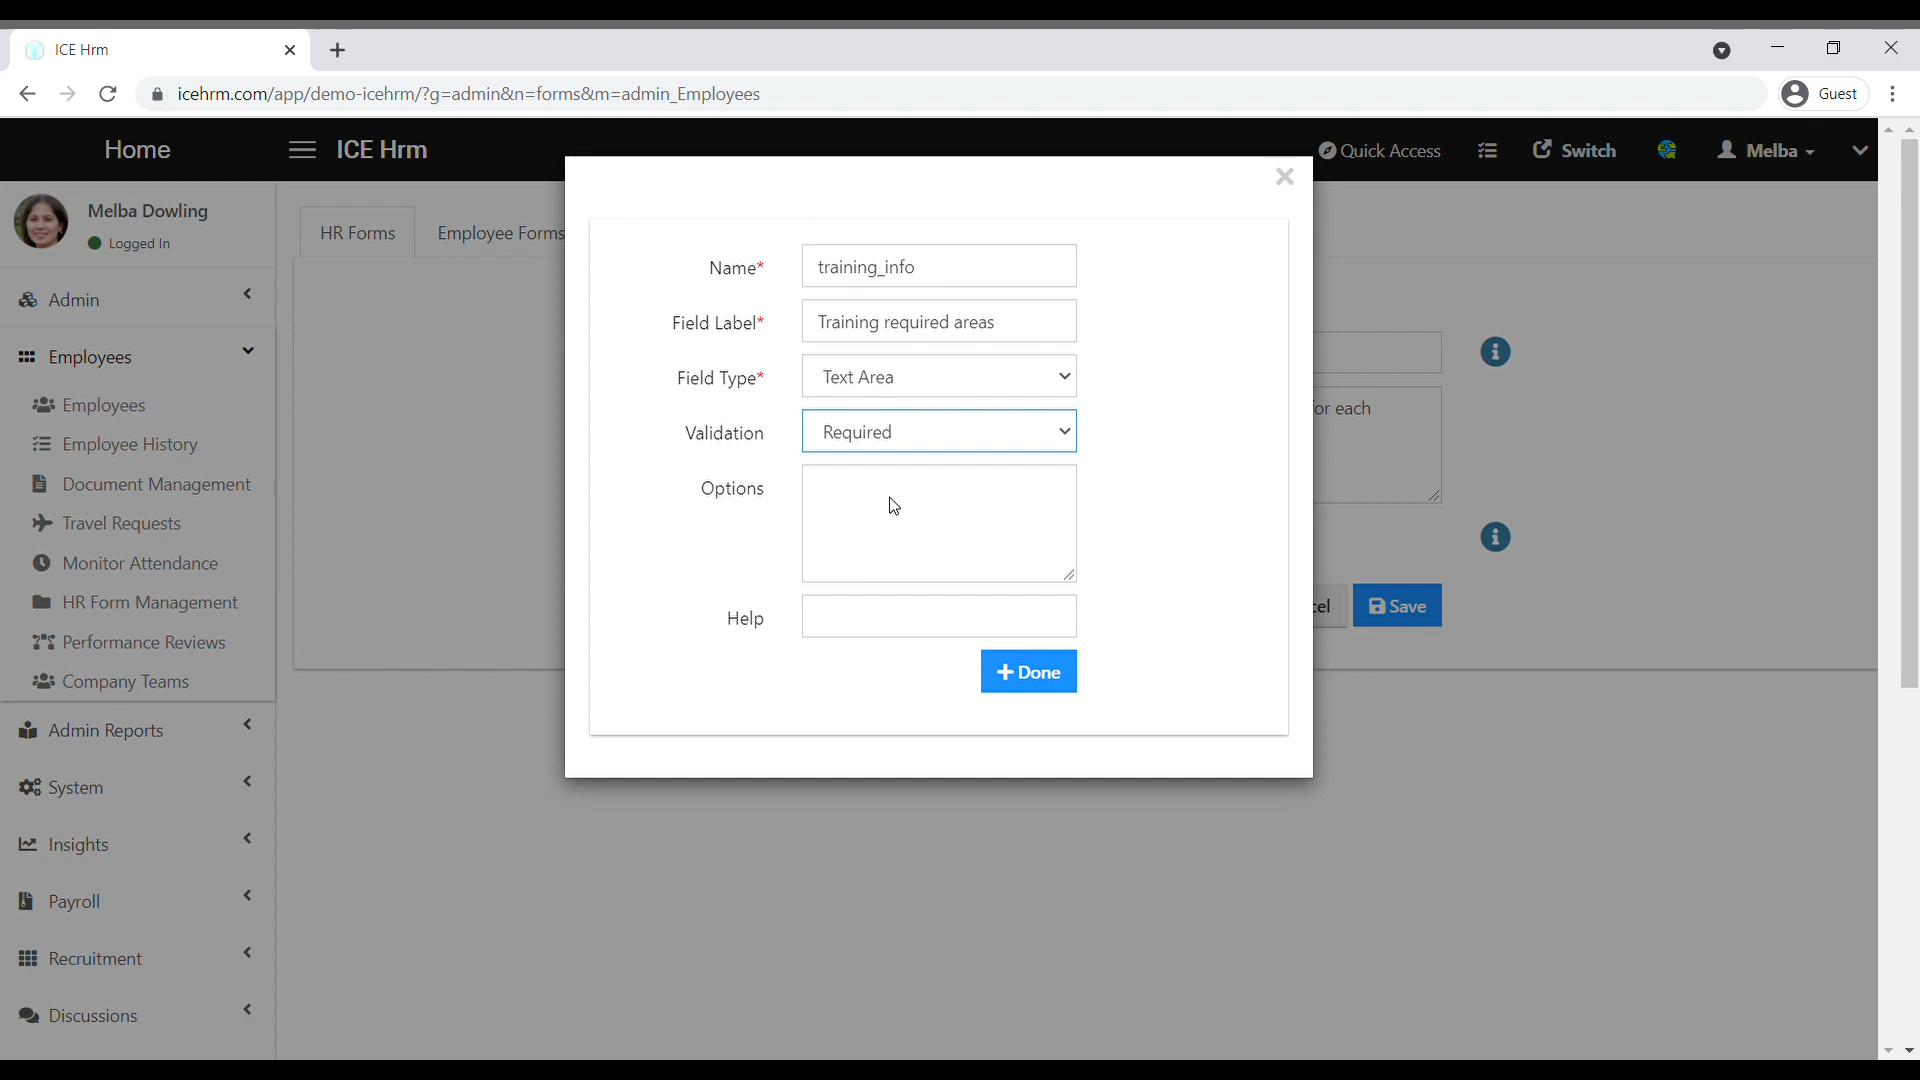 ICE Hrm
icehrm.com/app/demo-icehrm/?g=admin&n=forms&m=admin_Employees
Guest
Home
ICE Hrm
Quick Access
Switch
Melba
Melba Dowling
Logged In
Admin
Employees
Employees
Employee History
Document Management
Travel Requests
Monitor Attendance
HR Form Management
Performance Reviews
Company Teams
Admin Reports
System
Insights
Payroll
Recruitment
Discussions
HR Forms
Employee Forms
Name*
training_info
Field Label*
Training required areas
Field Type*
Text Area
Validation
Required
Options
Help
Done
or each
cel
Save